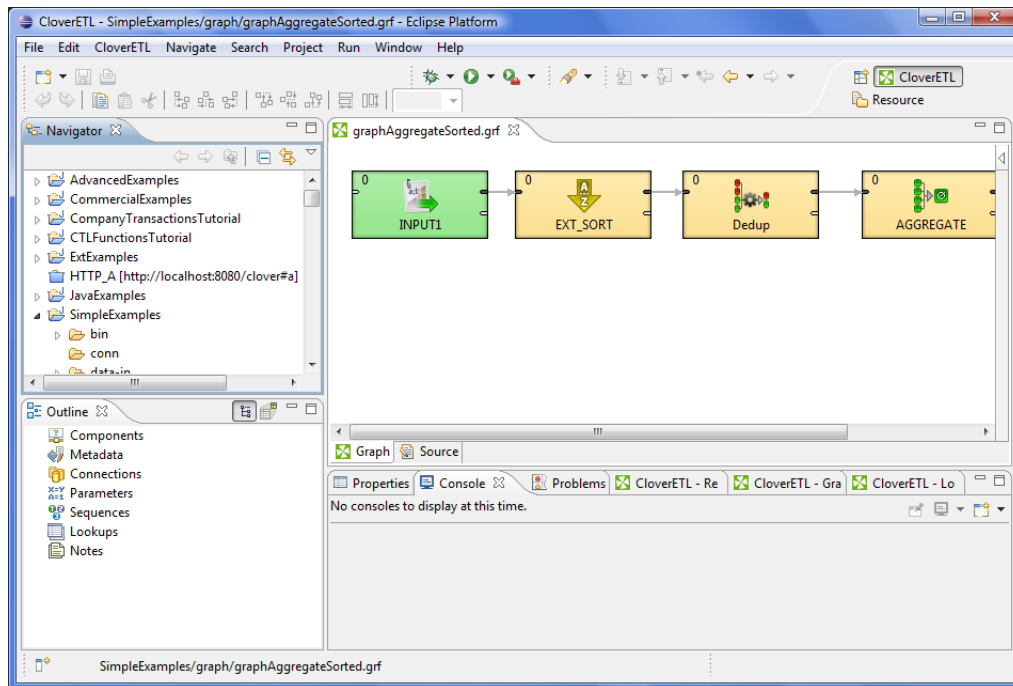 CloverETL - SimpleExamples/graph/graphAggregateSorted.grf - Eclipse Platform
File Edit CloverETL Navigate Search Project Run Window Help
CloverETL
Resource
Navigator
graphAggregateSorted.grf
AdvancedExamples
CommercialExamples
CompanyTransactionsTutorial
CTLFunctionsTutorial
ExtExamples
HTTP_A [http://localhost:8080/clover#a]
JavaExamples
SimpleExamples
bin
conn
data-in
0 0 0 0
INPUT1 EXT_SORT Dedup AGGREGATE
Graph Source
Outline
Components
Metadata
Connections
Parameters
Sequences
Lookups
Notes
Properties Console Problems CloverETL - Re CloverETL - Gra CloverETL - Lo
No consoles to display at this time.
SimpleExamples/graph/graphAggregateSorted.grf